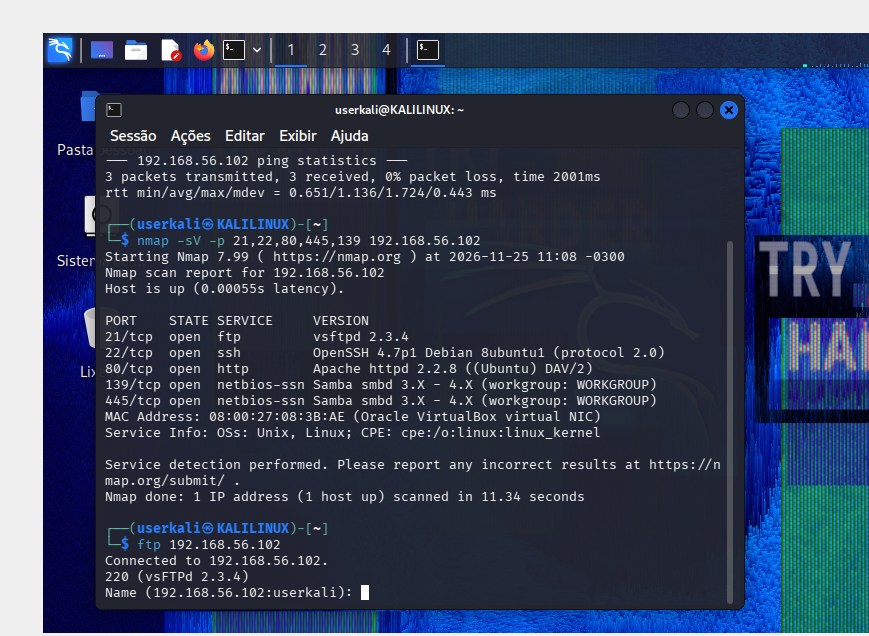 1 2 3 4
userkali@KALILINUX: ~
Sessão Ações Editar Exibir Ajuda
Pasta
Sister
Lix
— 192.168.56.102 ping statistics —
3 packets transmitted, 3 received, 0% packet loss, time 2001ms
rtt min/avg/max/mdev = 0.651/1.136/1.724/0.443 ms
┌──(userkali㉿KALILINUX)-[~]
└─$ nmap -sV -p 21,22,80,445,139 192.168.56.102
Starting Nmap 7.99 ( https://nmap.org ) at 2026-11-25 11:08 -0300
Nmap scan report for 192.168.56.102
Host is up (0.00055s latency).
PORT    STATE SERVICE     VERSION
21/tcp  open  ftp         vsftpd 2.3.4
22/tcp  open  ssh         OpenSSH 4.7p1 Debian 8ubuntu1 (protocol 2.0)
80/tcp  open  http        Apache httpd 2.2.8 ((Ubuntu) DAV/2)
139/tcp open  netbios-ssn Samba smbd 3.X - 4.X (workgroup: WORKGROUP)
445/tcp open  netbios-ssn Samba smbd 3.X - 4.X (workgroup: WORKGROUP)
MAC Address: 08:00:27:08:3B:AE (Oracle VirtualBox virtual NIC)
Service Info: OSs: Unix, Linux; CPE: cpe:/o:linux:linux_kernel
Service detection performed. Please report any incorrect results at https://n
map.org/submit/ .
Nmap done: 1 IP address (1 host up) scanned in 11.34 seconds
┌──(userkali㉿KALILINUX)-[~]
└─$ ftp 192.168.56.102
Connected to 192.168.56.102.
220 (vsFTPd 2.3.4)
Name (192.168.56.102:userkali):
TRY
HA